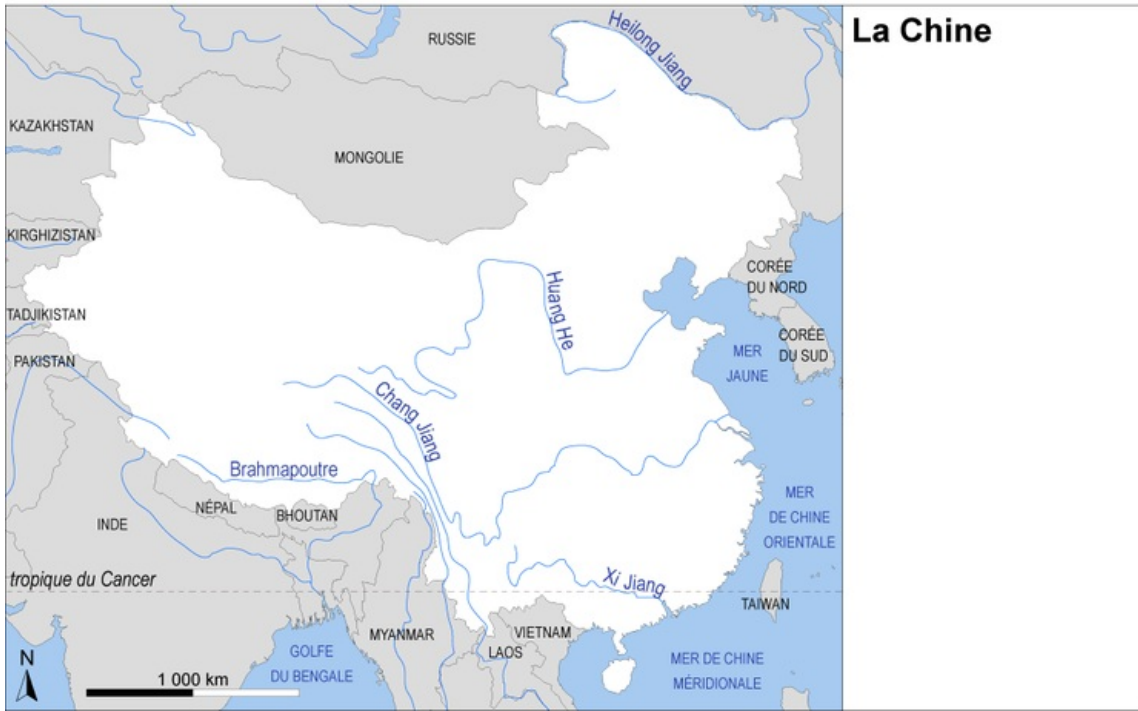 La Chine
Heilong Jiang
RUSSIE
KAZAKHSTAN
MONGOLIE
KIRGHIZISTAN
CORÉE
DU NORD
Huang He
TADJIKISTAN
CORÉE
DU SUD
PAKISTAN
MER
JAUNE
Chang Jiang
Brahmapoutre
NÉPAL
BHOUTAN
INDE
MER
DE CHINE
ORIENTALE
tropique du Cancer
Xi Jiang
TAIWAN
MYANMAR
VIETNAM
LAOS
GOLFE
DU BENGALE
MER DE CHINE
MÉRIDIONALE
N
1 000 km